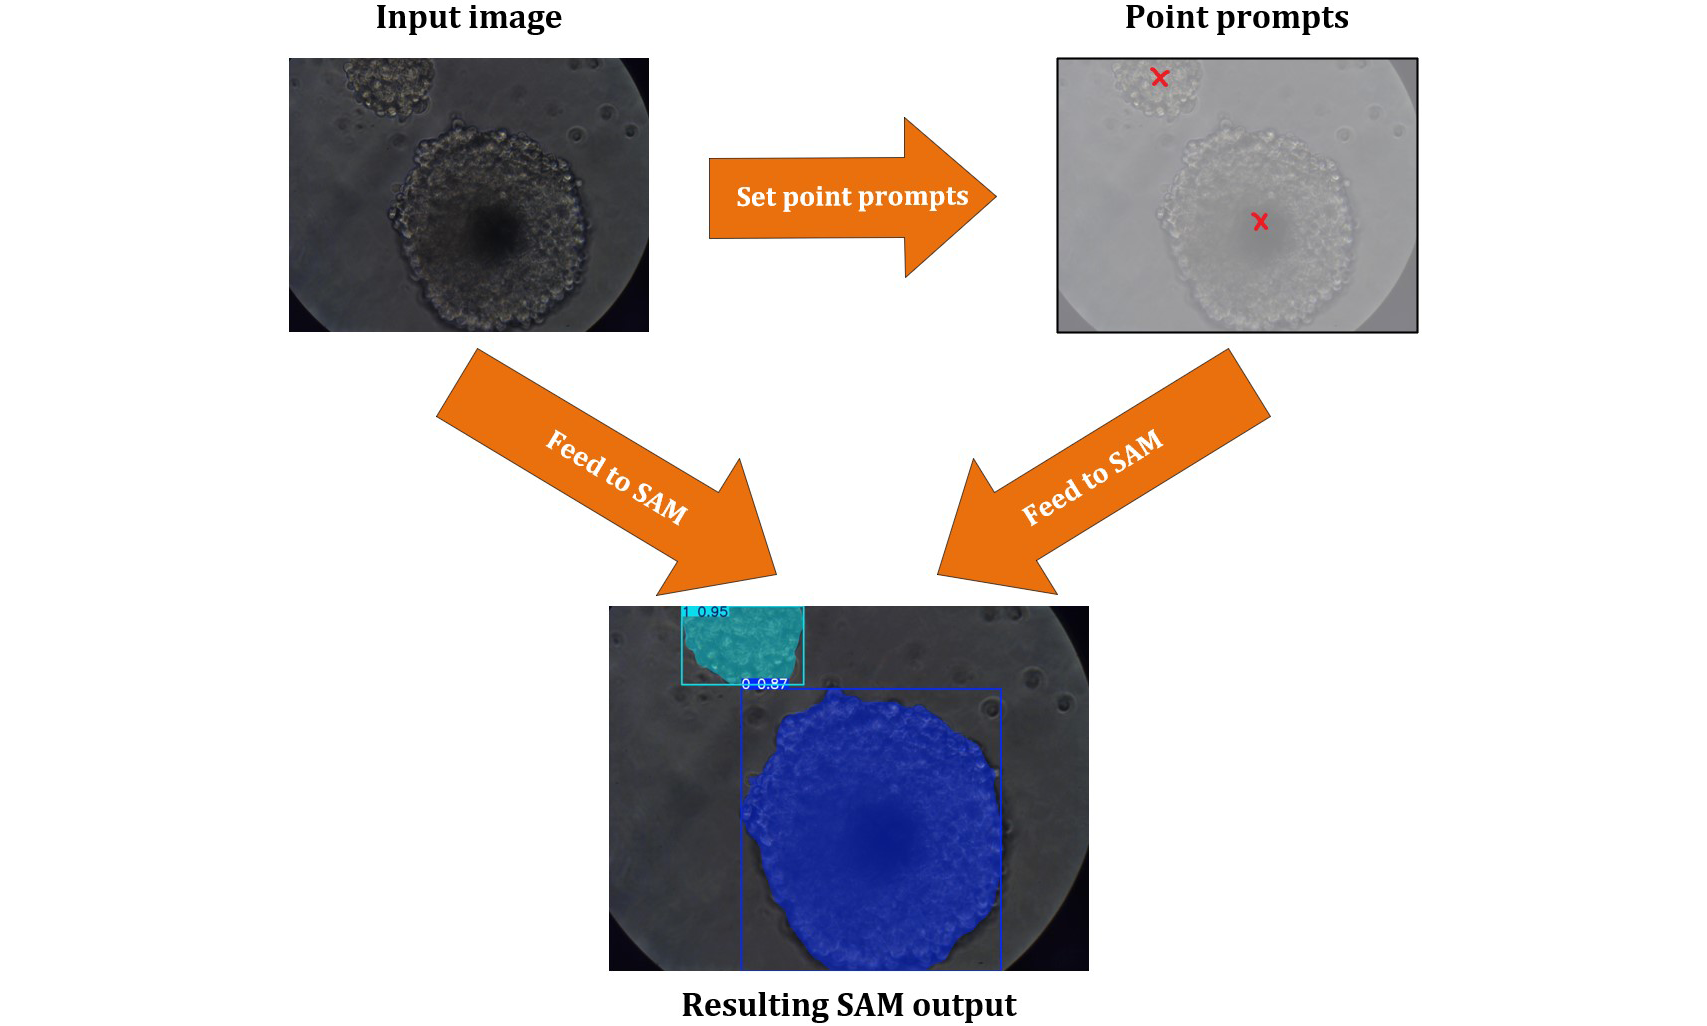 Input image
Point prompts
Set point prompts
Feed to SAM
Feed to SAM
1 0.95
0 0.87
Resulting SAM output